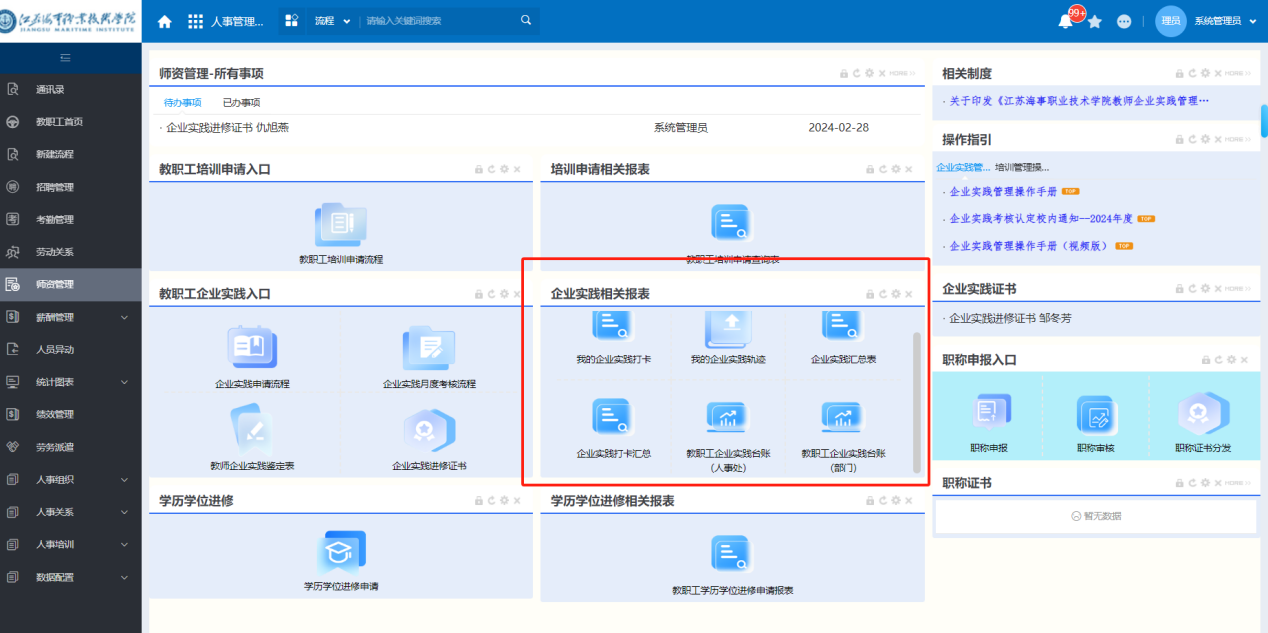 江苏海事职业技术学院
JIANGSU MARITIME INSTITUTE
人事管理...
流程
请输入关键词搜索
99+
理员
系统管理员
通讯录
教职工首页
新建流程
招聘管理
考勤管理
劳动关系
师资管理
薪酬管理
人员异动
统计图表
绩效管理
劳务派遣
人事组织
人事关系
人事培训
数据配置
师资管理-所有事项
MORE
待办事项 已办事项
· 企业实践进修证书 仇旭燕 系统管理员 2024-02-28
教职工培训申请入口
教职工培训申请流程
培训申请相关报表
教职工培训申请查询表
教职工企业实践入口
企业实践申请流程
企业实践月度考核流程
教师企业实践鉴定表
企业实践进修证书
企业实践相关报表
我的企业实践打卡
我的企业实践轨迹
企业实践汇总表
企业实践打卡汇总
教职工企业实践台账
(人事处)
教职工企业实践台账
(部门)
学历学位进修
学历学位进修申请
学历学位进修相关报表
教职工学历学位进修申请报表
相关制度
MORE
· 关于印发《江苏海事职业技术学院教师企业实践管理…
操作指引
MORE
企业实践管... 培训管理操...
· 企业实践管理操作手册 TOP
· 企业实践考核认定校内通知--2024年度 TOP
· 企业实践管理操作手册（视频版） TOP
企业实践证书
MORE
· 企业实践进修证书 邹冬芳
职称申报入口
职称申报
职称审核
职称证书分发
职称证书
MORE
暂无数据